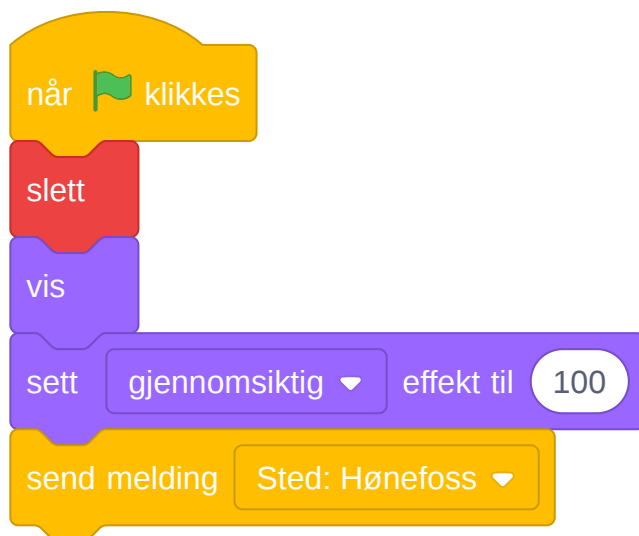 når klikkes
slett
vis
sett gjennomsiktig effekt til 100
send melding Sted: Hønefoss